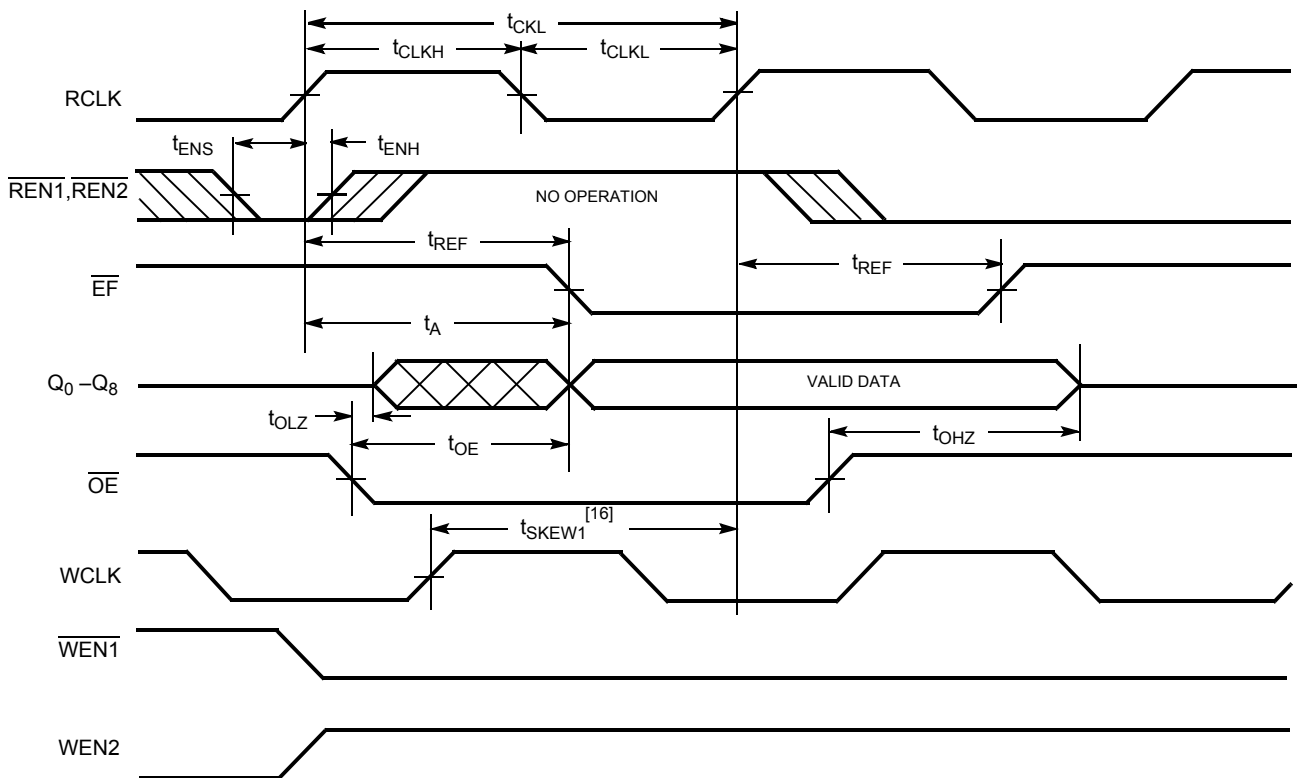 tCKL
tCLKH
tCLKL
RCLK
tENS
tENH
REN1,REN2
NO OPERATION
tREF
tREF
EF
tA
Q0 –Q8
VALID DATA
tOLZ
tOE
tOHZ
OE
tSKEW1[16]
WCLK
WEN1
WEN2